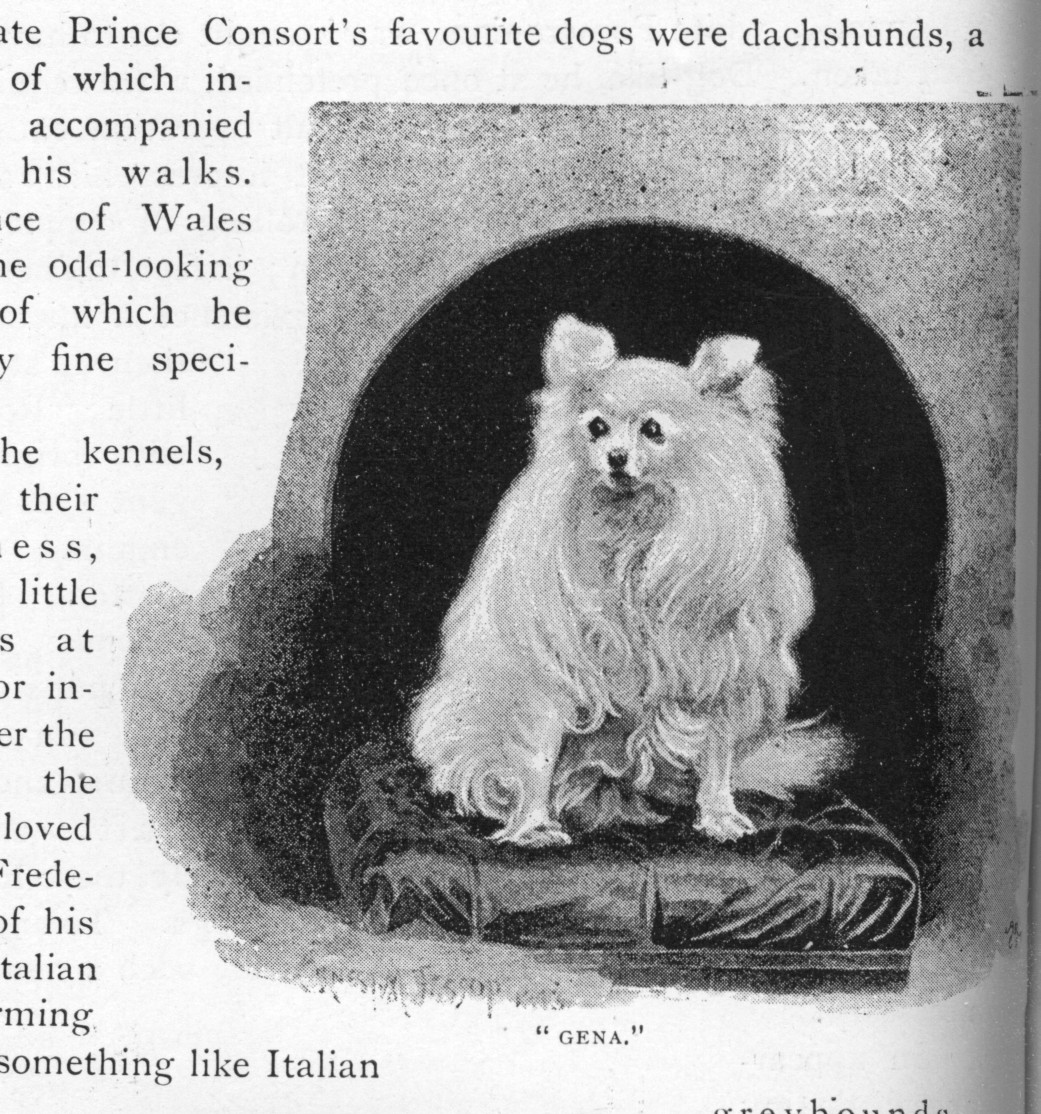 ate Prince Consort's favourite dogs were dachshunds, a
of which in-
accompanied
his walks.
ce of Wales
ne odd-looking
of which he
y fine speci-
he kennels,
their
ess,
little
s at
or in-
er the
the
loved
Frede-
of his
talian
rming
something like Italian
"GENA."
greyhounds